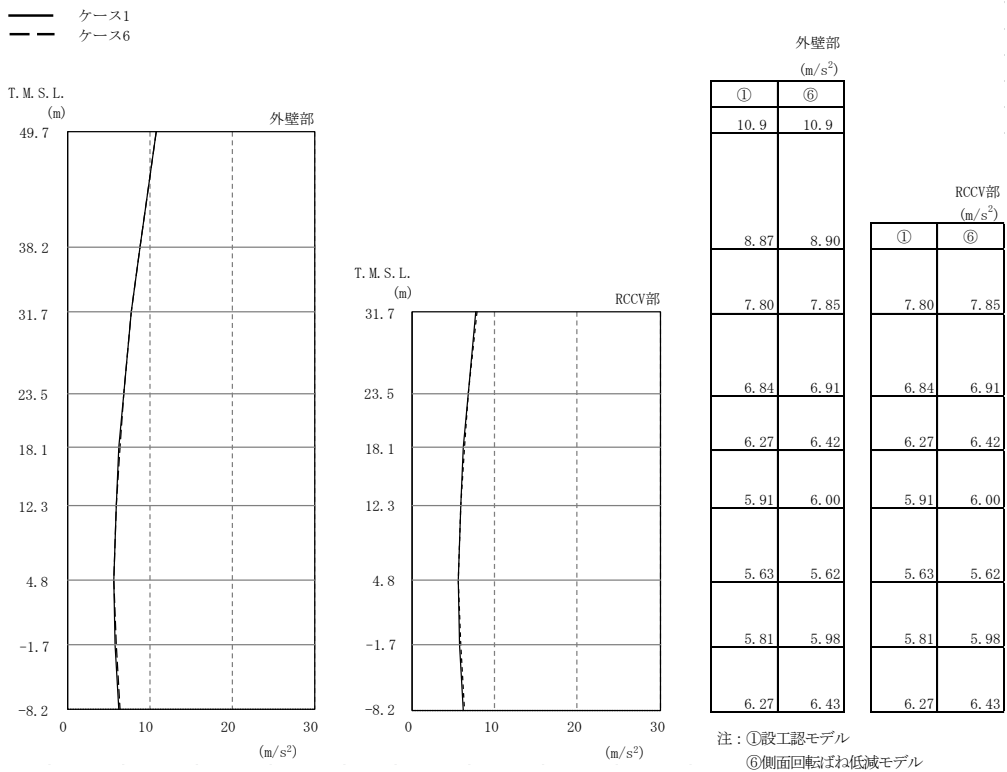 ケース1
ケース6
T.M.S.L.
(m)
外壁部
49.7
38.2
31.7
23.5
18.1
12.3
4.8
-1.7
-8.2
0 10 20 30
(m/s²)
T.M.S.L.
(m)
RCCV部
31.7
23.5
18.1
12.3
4.8
-1.7
-8.2
0 10 20 30
(m/s²)
外壁部
(m/s²)
① ⑥
10.9 10.9
8.87 8.90
7.80 7.85
6.84 6.91
6.27 6.42
5.91 6.00
5.63 5.62
5.81 5.98
6.27 6.43
RCCV部
(m/s²)
① ⑥
7.80 7.85
6.84 6.91
6.27 6.42
5.91 6.00
5.63 5.62
5.81 5.98
6.27 6.43
注：①設工認モデル
⑥側面回転ばね低減モデル